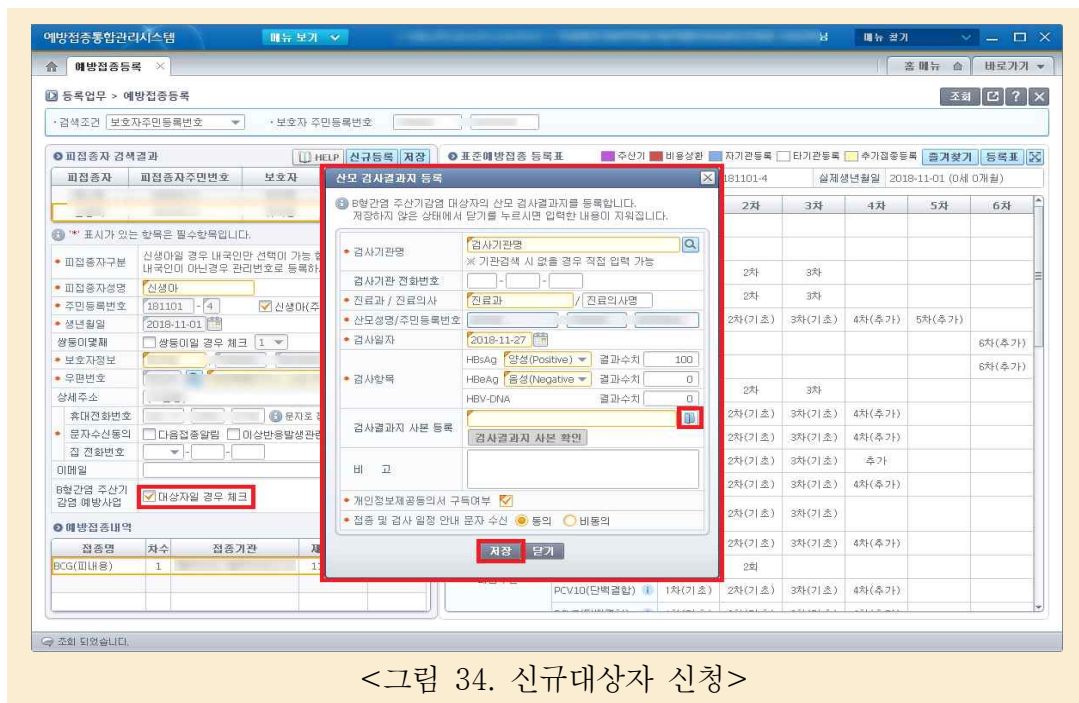 예방접종통합관리시스템 메뉴 보기 메뉴 찾기
예방접종등록 홈 메뉴 바로가기
등록업무 > 예방접종등록 조회 ?
검색조건 보호자주민등록번호 보호자 주민등록번호
피접종자 검색결과 HELP 신규등록 저장
표준예방접종 등록표 주산기 비용상환 자기관등록 타기관등록 추가접종등록 즐겨찾기 등록표
피접종자 피접종자주민번호 보호자
181101-4 실제생년월일 2018-11-01 (0세 0개월)
2차 3차 4차 5차 6차
'*' 표시가 있는 항목은 필수항목입니다.
피접종자구분 신생아일 경우 내국인만 선택이 가능
내국인이 아닌경우 관리번호로 등록하
피접종자성명 신생아
주민등록번호 181101 - 4 신생아(주
생년월일 2018-11-01
쌍둥이몇째 쌍둥이일 경우 체크 1
보호자정보
우편번호
상세주소
휴대전화번호 문자로
문자수신동의 다음접종알림 이상반응발생관련
집 전화번호 - -
이메일
B형간염 주산기
감염 예방사업 대상자일 경우 체크
예방접종내역
접종명 차수 접종기관
BCG(피내용) 1
산모 검사결과지 등록
B형간염 주산기감염 대상자의 산모 검사결과지를 등록합니다.
저장하지 않은 상태에서 닫기를 누르시면 입력한 내용이 지워집니다.
검사기관명 검사기관명
※ 기관검색 시 없을 경우 직접 입력 가능
검사기관 전화번호 - -
진료과 / 진료의사 진료과 / 진료의사명
산모성명/주민등록번호
검사일자 2018-11-27
검사항목
HBsAg 양성(Positive) 결과수치 100
HBeAg 음성(Negative 결과수치 0
HBV-DNA 결과수치 0
검사결과지 사본 등록
검사결과지 사본 확인
비 고
개인정보제공동의서 구득여부
접종 및 검사 일정 안내 문자 수신 동의 비동의
저장 닫기
2차 3차
2차 3차
2차(기초) 3차(기초) 4차(추가) 5차(추가)
6차(추가)
6차(추가)
2차 3차
2차(기초) 3차(기초) 4차(추가)
2차(기초) 3차(기초) 4차(추가)
2차(기초) 3차(기초) 추가
2차(기초) 3차(기초) 4차(추가)
2차(기초) 3차(기초)
2차(기초) 3차(기초) 4차(추가)
2회
PCV10(단백결합) 1차(기초) 2차(기초) 3차(기초) 4차(추가)
조회 되었습니다.
<그림 34. 신규대상자 신청>